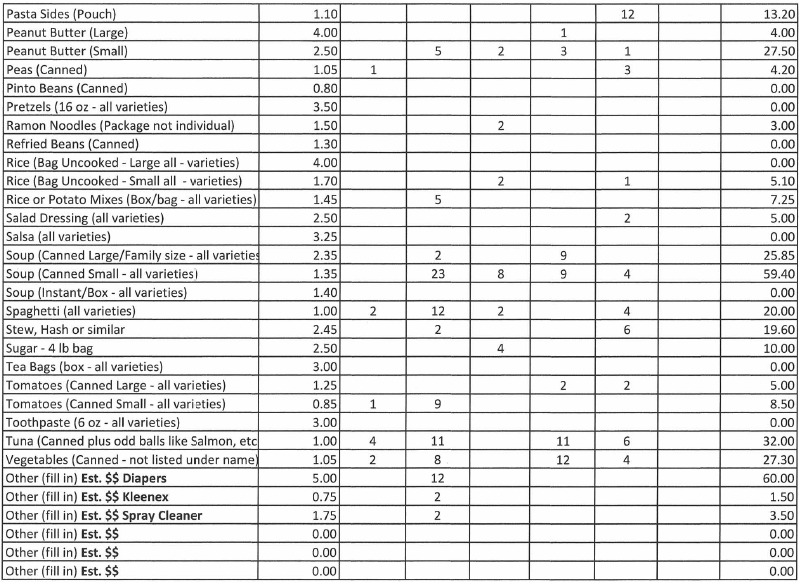 Pasta Sides (Pouch) 1.10 12 13.20
Peanut Butter (Large) 4.00 1 4.00
Peanut Butter (Small) 2.50 5 2 3 1 27.50
Peas (Canned) 1.05 1 3 4.20
Pinto Beans (Canned) 0.80 0.00
Pretzels (16 oz - all varieties) 3.50 0.00
Ramon Noodles (Package not individual) 1.50 2 3.00
Refried Beans (Canned) 1.30 0.00
Rice (Bag Uncooked - Large all - varieties) 4.00 0.00
Rice (Bag Uncooked - Small all - varieties) 1.70 2 1 5.10
Rice or Potato Mixes (Box/bag - all varieties) 1.45 5 7.25
Salad Dressing (all varieties) 2.50 2 5.00
Salsa (all varieties) 3.25 0.00
Soup (Canned Large/Family size - all varieties 2.35 2 9 25.85
Soup (Canned Small - all varieties) 1.35 23 8 9 4 59.40
Soup (Instant/Box - all varieties) 1.40 0.00
Spaghetti (all varieties) 1.00 2 12 2 4 20.00
Stew, Hash or similar 2.45 2 6 19.60
Sugar - 4 lb bag 2.50 4 10.00
Tea Bags (box - all varieties) 3.00 0.00
Tomatoes (Canned Large - all varieties) 1.25 2 2 5.00
Tomatoes (Canned Small - all varieties) 0.85 1 9 8.50
Toothpaste (6 oz - all varieties) 3.00 0.00
Tuna (Canned plus odd balls like Salmon, etc 1.00 4 11 11 6 32.00
Vegetables (Canned - not listed under name) 1.05 2 8 12 4 27.30
Other (fill in) Est. $$ Diapers 5.00 12 60.00
Other (fill in) Est. $$ Kleenex 0.75 2 1.50
Other (fill in) Est. $$ Spray Cleaner 1.75 2 3.50
Other (fill in) Est. $$ 0.00 0.00
Other (fill in) Est. $$ 0.00 0.00
Other (fill in) Est. $$ 0.00 0.00